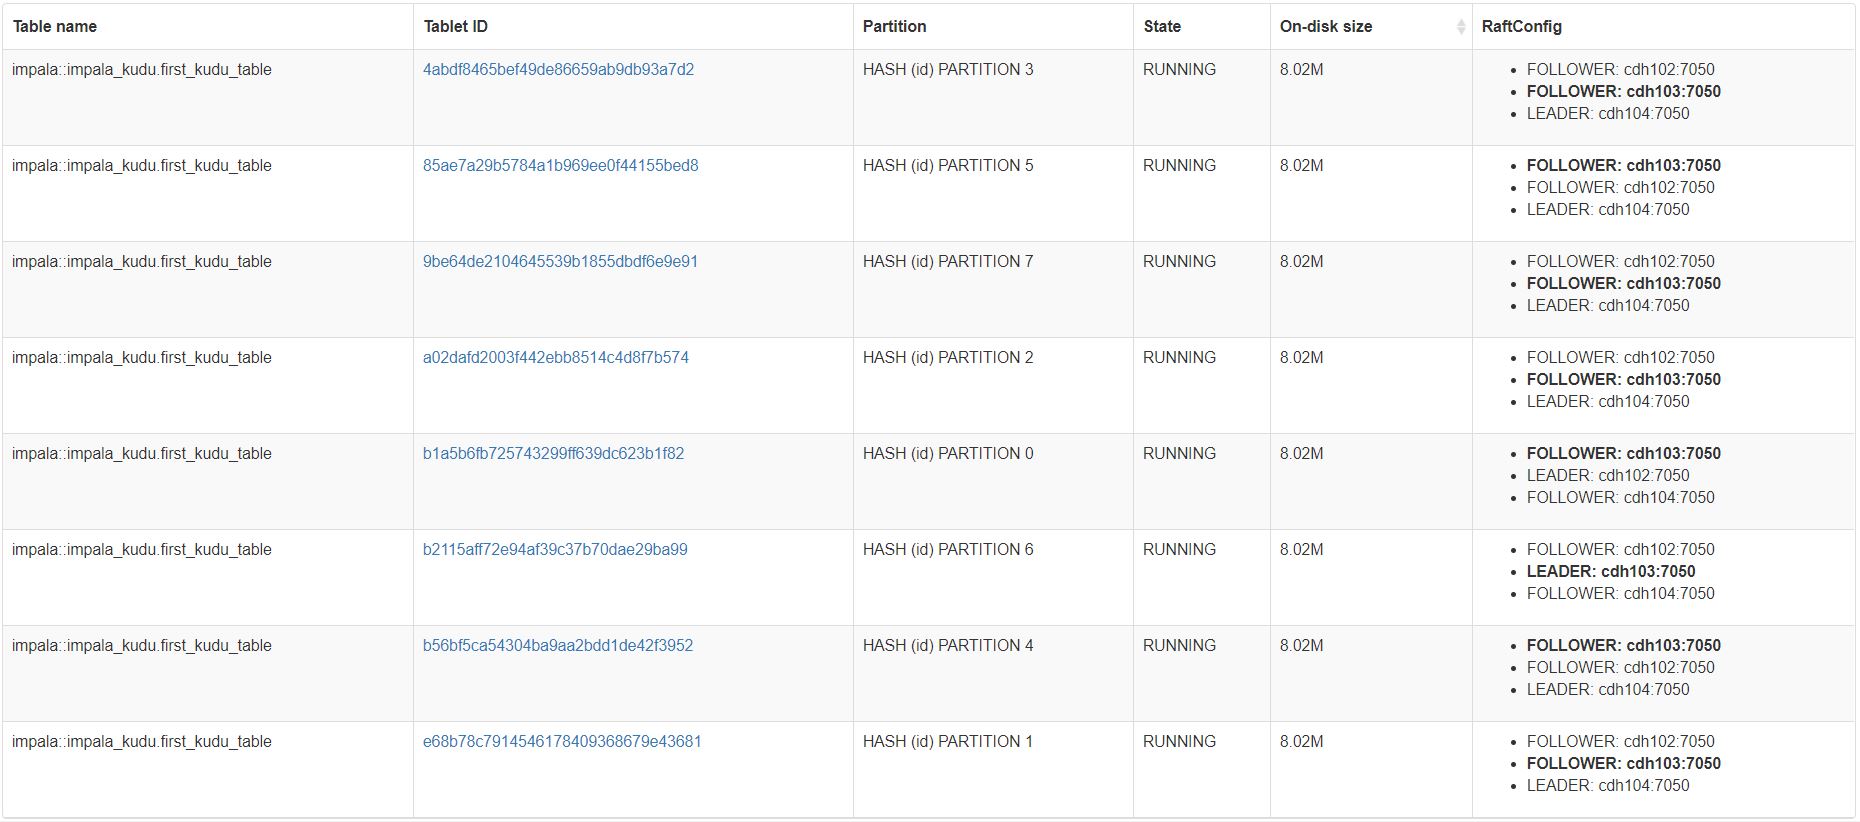 Table name Tablet ID Partition State On-disk size RaftConfig
impala::impala_kudu.first_kudu_table 4abdf8465bef49de86659ab9db93a7d2 HASH (id) PARTITION 3 RUNNING 8.02M • FOLLOWER: cdh102:7050
• FOLLOWER: cdh103:7050
• LEADER: cdh104:7050
impala::impala_kudu.first_kudu_table 85ae7a29b5784a1b969ee0f44155bed8 HASH (id) PARTITION 5 RUNNING 8.02M • FOLLOWER: cdh103:7050
• FOLLOWER: cdh102:7050
• LEADER: cdh104:7050
impala::impala_kudu.first_kudu_table 9be64de2104645539b1855dbdf6e9e91 HASH (id) PARTITION 7 RUNNING 8.02M • FOLLOWER: cdh102:7050
• FOLLOWER: cdh103:7050
• LEADER: cdh104:7050
impala::impala_kudu.first_kudu_table a02dafd2003f442ebb8514c4d8f7b574 HASH (id) PARTITION 2 RUNNING 8.02M • FOLLOWER: cdh102:7050
• FOLLOWER: cdh103:7050
• LEADER: cdh104:7050
impala::impala_kudu.first_kudu_table b1a5b6fb725743299ff639dc623b1f82 HASH (id) PARTITION 0 RUNNING 8.02M • FOLLOWER: cdh103:7050
• LEADER: cdh102:7050
• FOLLOWER: cdh104:7050
impala::impala_kudu.first_kudu_table b2115aff72e94af39c37b70dae29ba99 HASH (id) PARTITION 6 RUNNING 8.02M • FOLLOWER: cdh102:7050
• LEADER: cdh103:7050
• FOLLOWER: cdh104:7050
impala::impala_kudu.first_kudu_table b56bf5ca54304ba9aa2bdd1de42f3952 HASH (id) PARTITION 4 RUNNING 8.02M • FOLLOWER: cdh103:7050
• FOLLOWER: cdh102:7050
• LEADER: cdh104:7050
impala::impala_kudu.first_kudu_table e68b78c7914546178409368679e43681 HASH (id) PARTITION 1 RUNNING 8.02M • FOLLOWER: cdh102:7050
• FOLLOWER: cdh103:7050
• LEADER: cdh104:7050